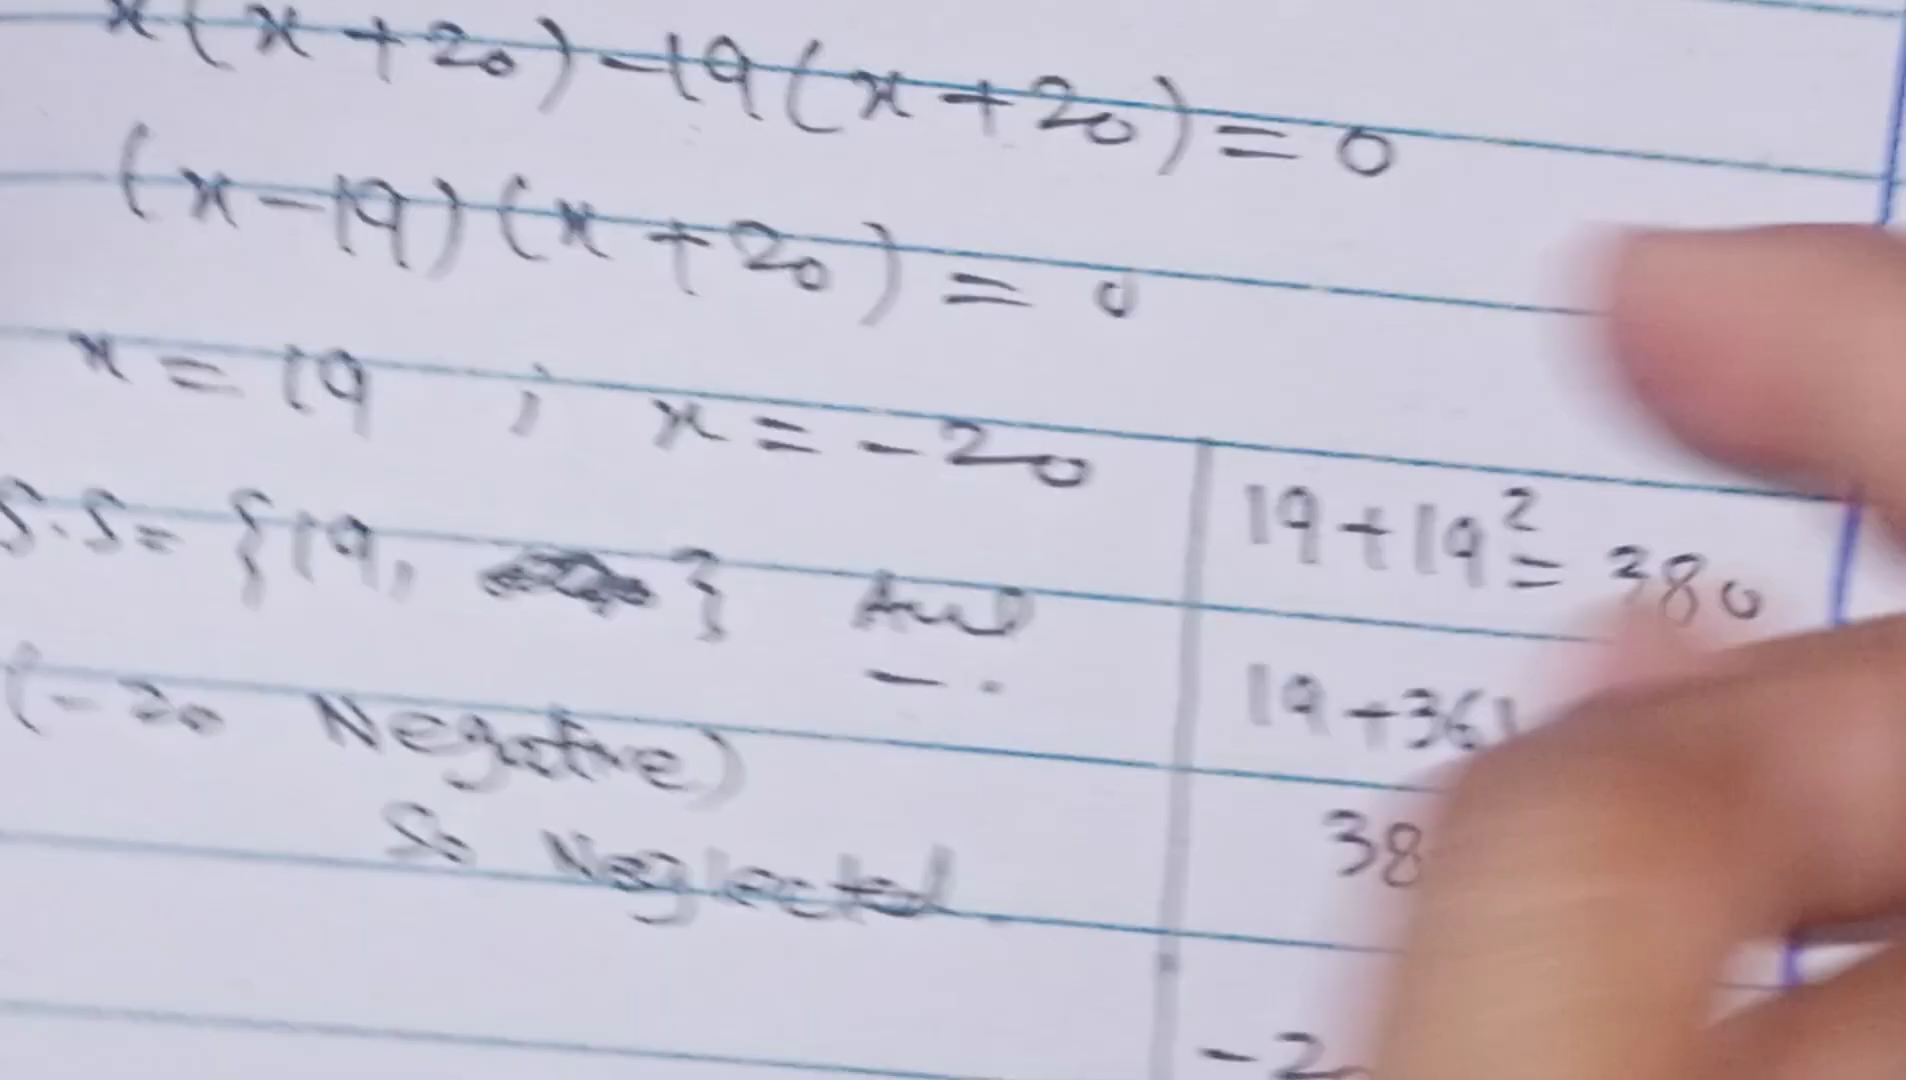 x(x+20)-19(x+20)=0
(x-19)(x+20)=0
x=19 ; x=-20
S.S={19, } Ans
(-20 Negative)
So Neglected
19+19²=380
19+361
38
-20